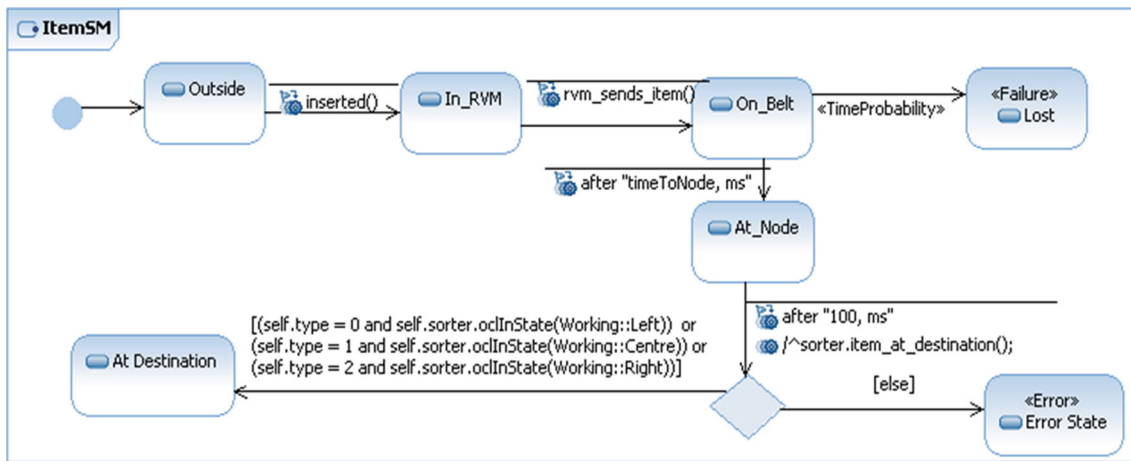 ItemSM
Outside
inserted()
In_RVM
rvm_sends_item()
On_Belt
«TimeProbability»
«Failure»
Lost
after "timeToNode, ms"
At_Node
[(self.type = 0 and self.sorter.oclInState(Working::Left)) or
(self.type = 1 and self.sorter.oclInState(Working::Centre)) or
(self.type = 2 and self.sorter.oclInState(Working::Right))]
after "100, ms"
/^sorter.item_at_destination();
At Destination
[else]
«Error»
Error State